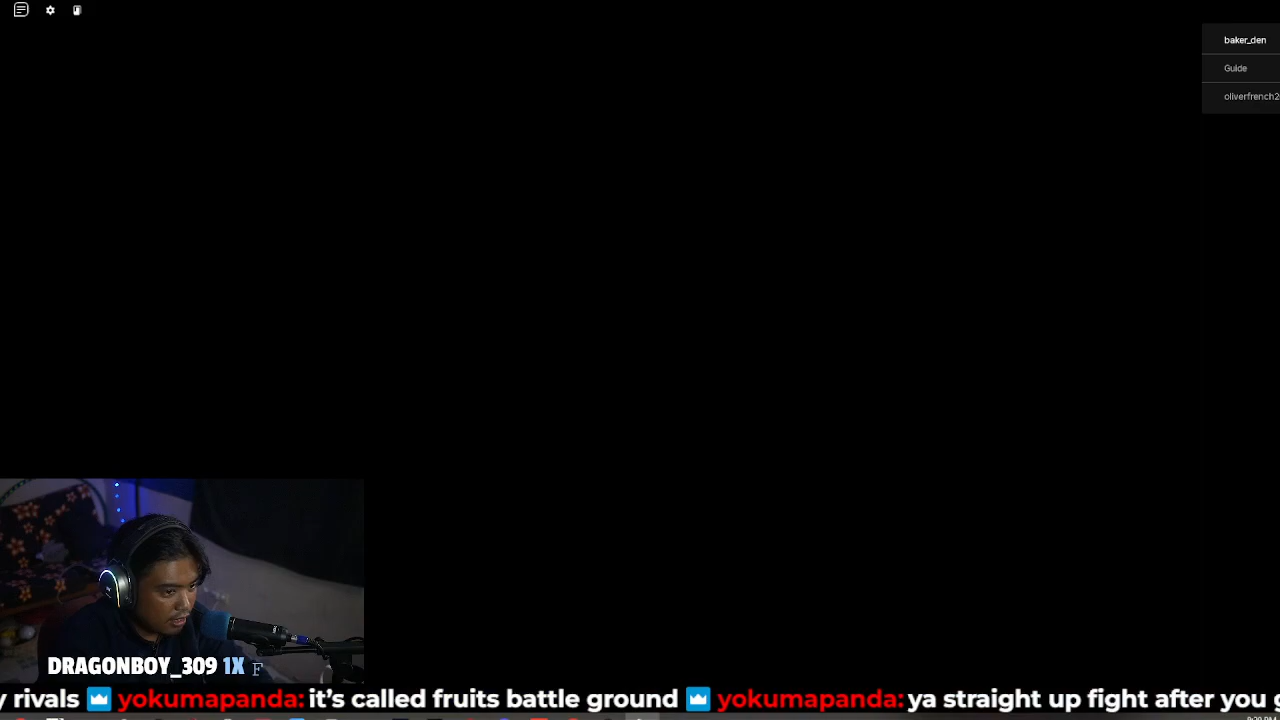 baker_den
Guide
oliverfrench2
DRAGONBOY_309 1X F
y rivals yokumapanda: it's called fruits battle ground yokumapanda: ya straight up fight after you g